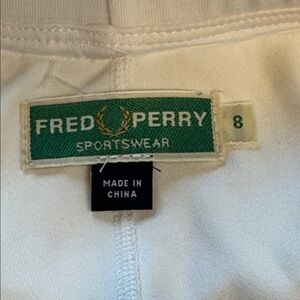 FRED PERRY
SPORTSWEAR
8
MADE IN
CHINA